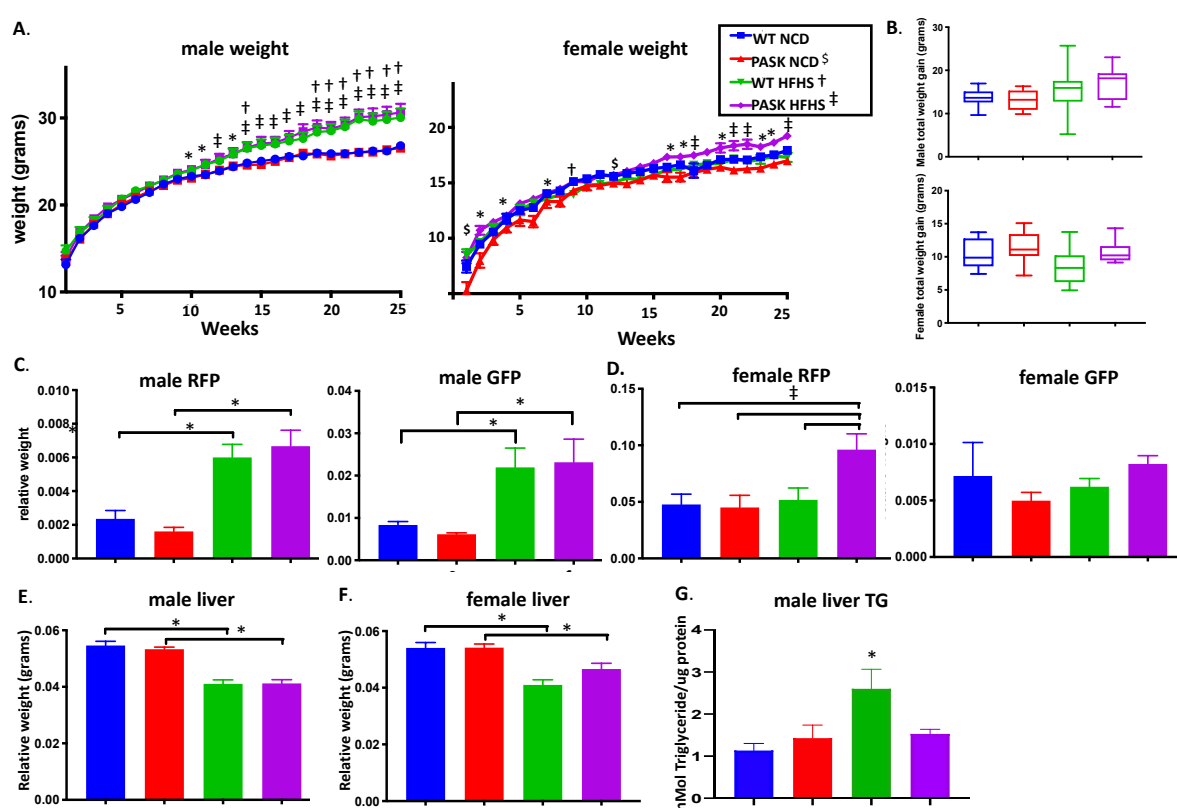 A.
male weight
weight (grams)
30
20
10
5
10
15
20
25
Weeks
* * ‡ * † ‡ ‡ ‡ ‡ ‡ † ‡ † ‡ † ‡ † ‡ † ‡ † ‡ † ‡
female weight
20
15
10
5
10
15
20
25
Weeks
$ * * * † $ * * ‡ * ‡ ‡ * * ‡
WT NCD
PASK NCD $
WT HFHS †
PASK HFHS ‡
B.
Male total weight gain (grams)
30
20
10
0
Female total weight gain (grams)
20
15
10
5
0
C.
male RFP
relative weight
0.010
0.008
0.006
0.004
0.002
0.000
*
*
*
male GFP
0.04
0.03
0.02
0.01
0.00
*
*
D.
female RFP
0.15
0.10
0.05
0.00
‡
female GFP
0.015
0.010
0.005
0.000
E.
male liver
Relative weight (grams)
0.06
0.04
0.02
0.00
*
*
F.
female liver
Relative weight (grams)
0.06
0.04
0.02
0.00
*
*
G.
male liver TG
nMol Triglyceride/ug protein
4
3
2
1
0
*